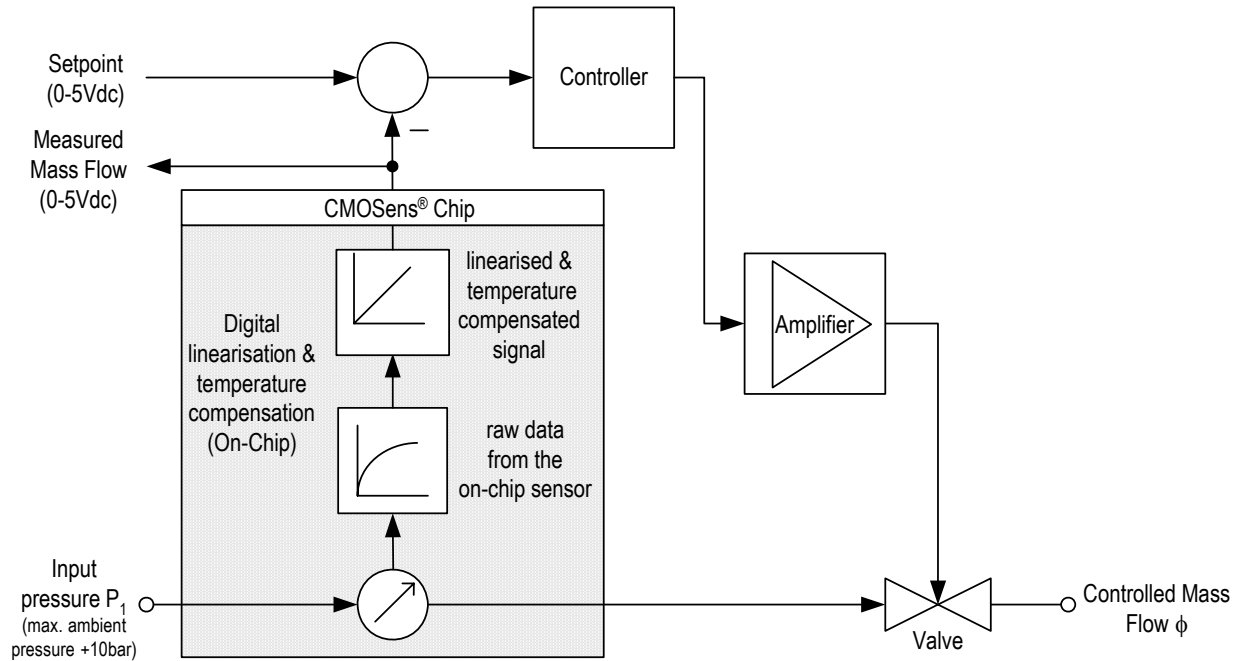 Setpoint
(0-5Vdc)
Controller
Measured
Mass Flow
(0-5Vdc)
–
CMOSens® Chip
linearised &
temperature
compensated
signal
Digital
linearisation &
temperature
compensation
(On-Chip)
Amplifier
raw data
from the
on-chip sensor
Input
pressure P₁
(max. ambient
pressure +10bar)
Valve
Controlled Mass
Flow ϕ